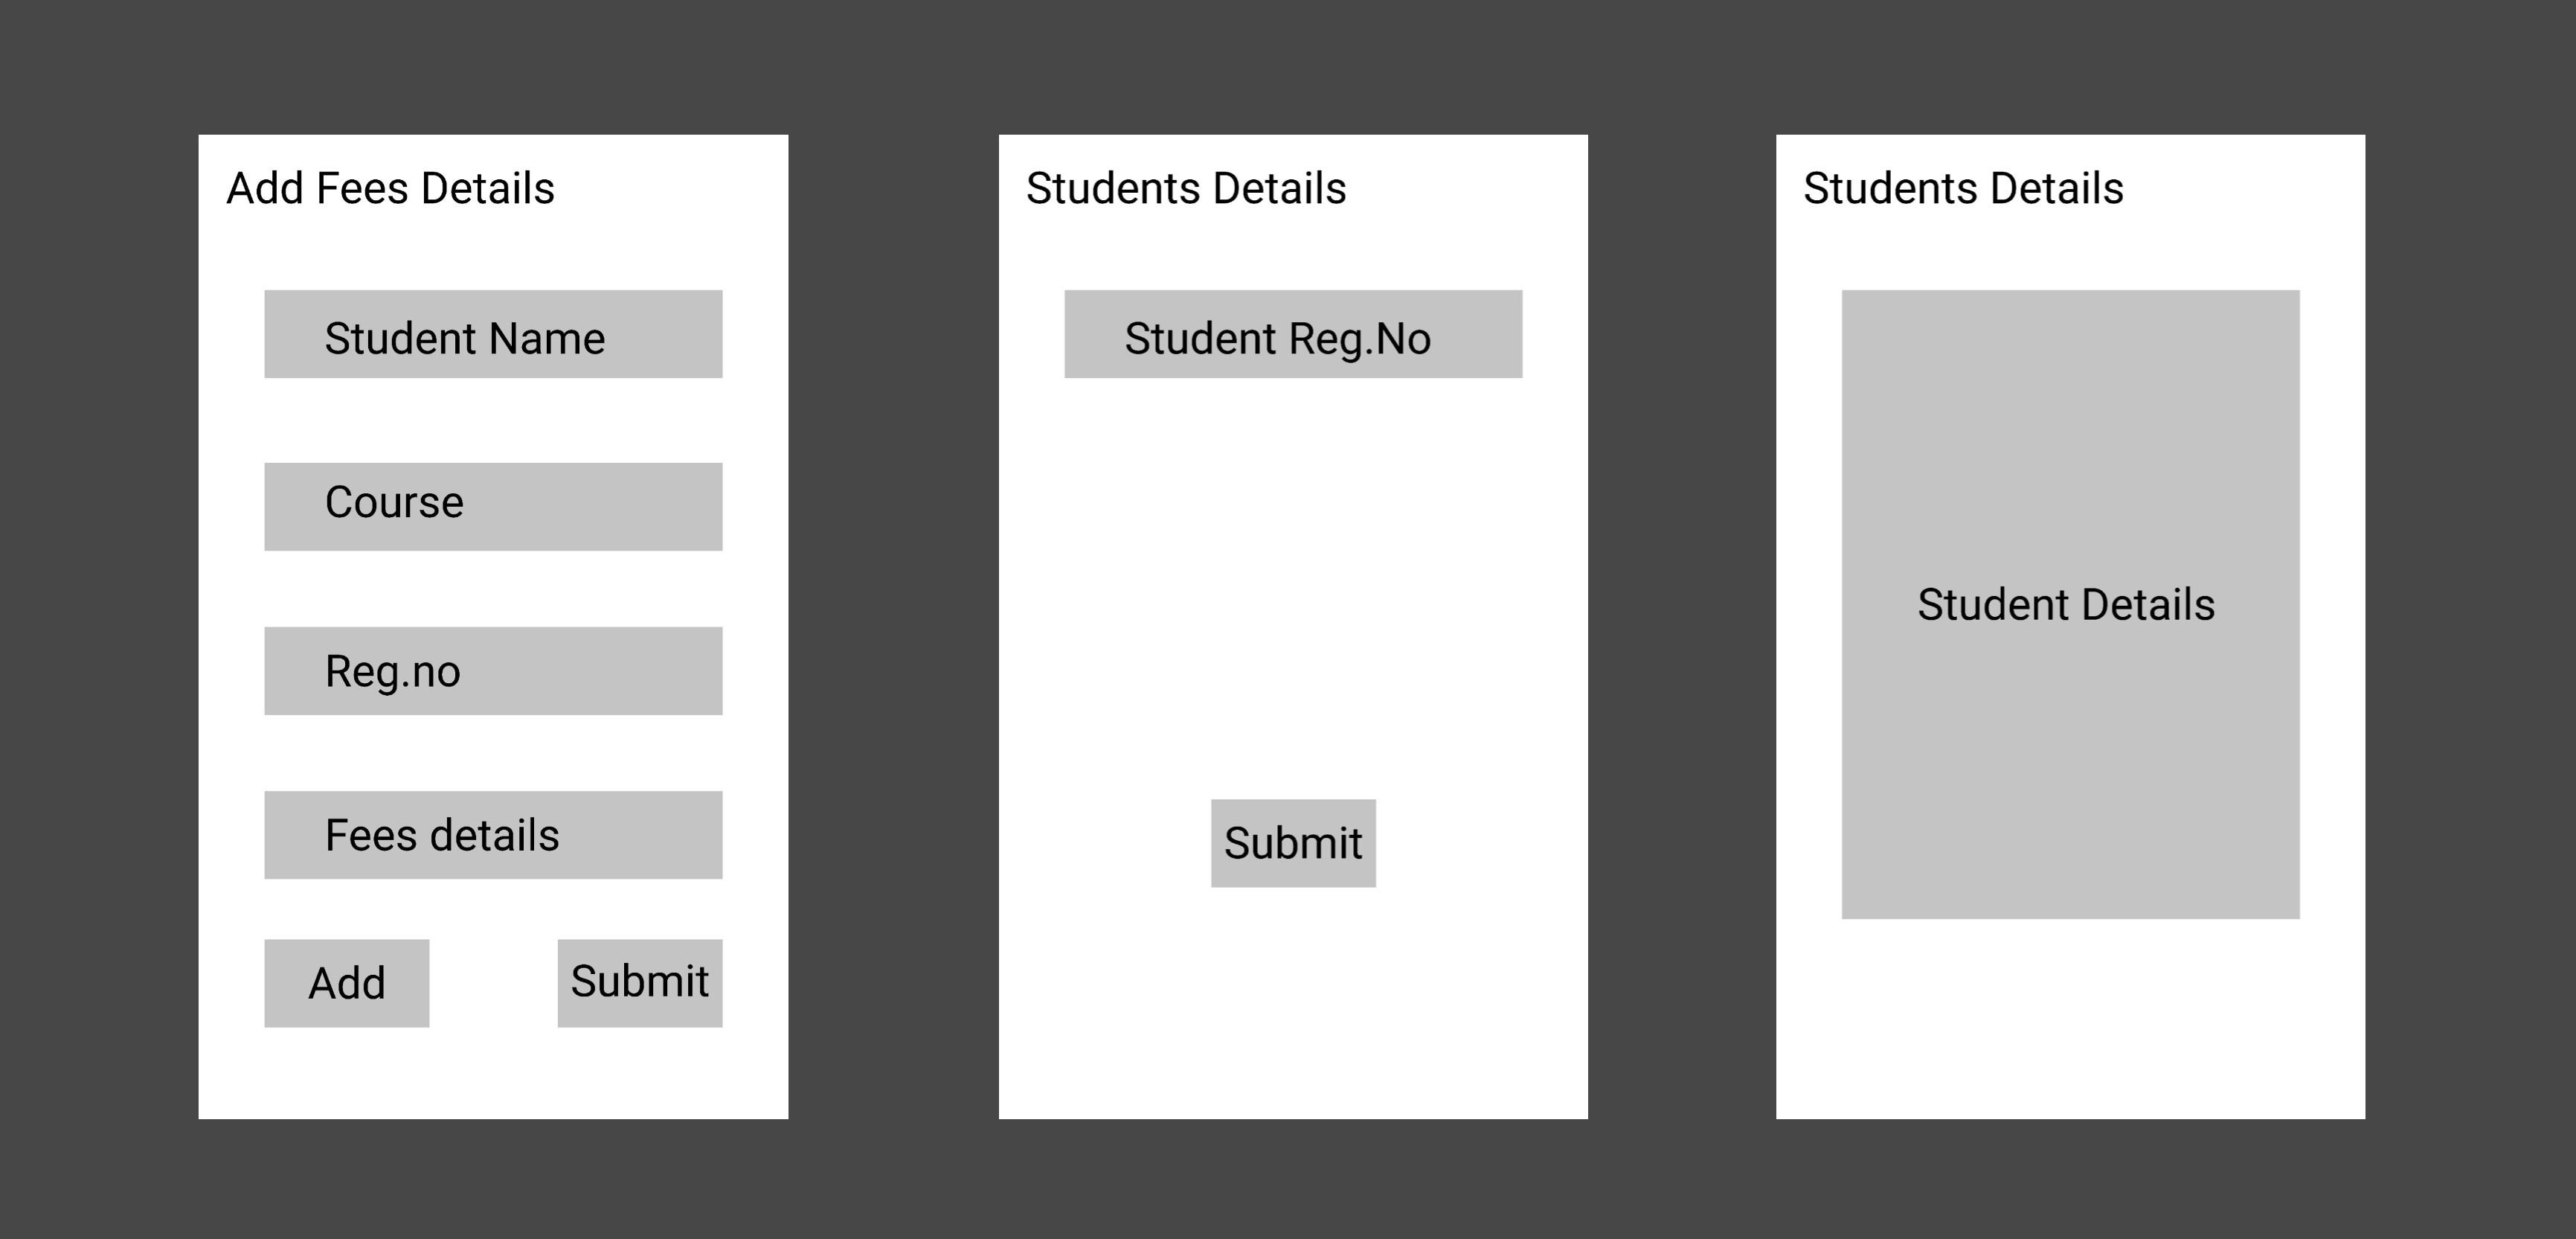 Add Fees Details
Student Name
Course
Reg.no
Fees details
Add
Submit
Students Details
Student Reg.No
Submit
Students Details
Student Details